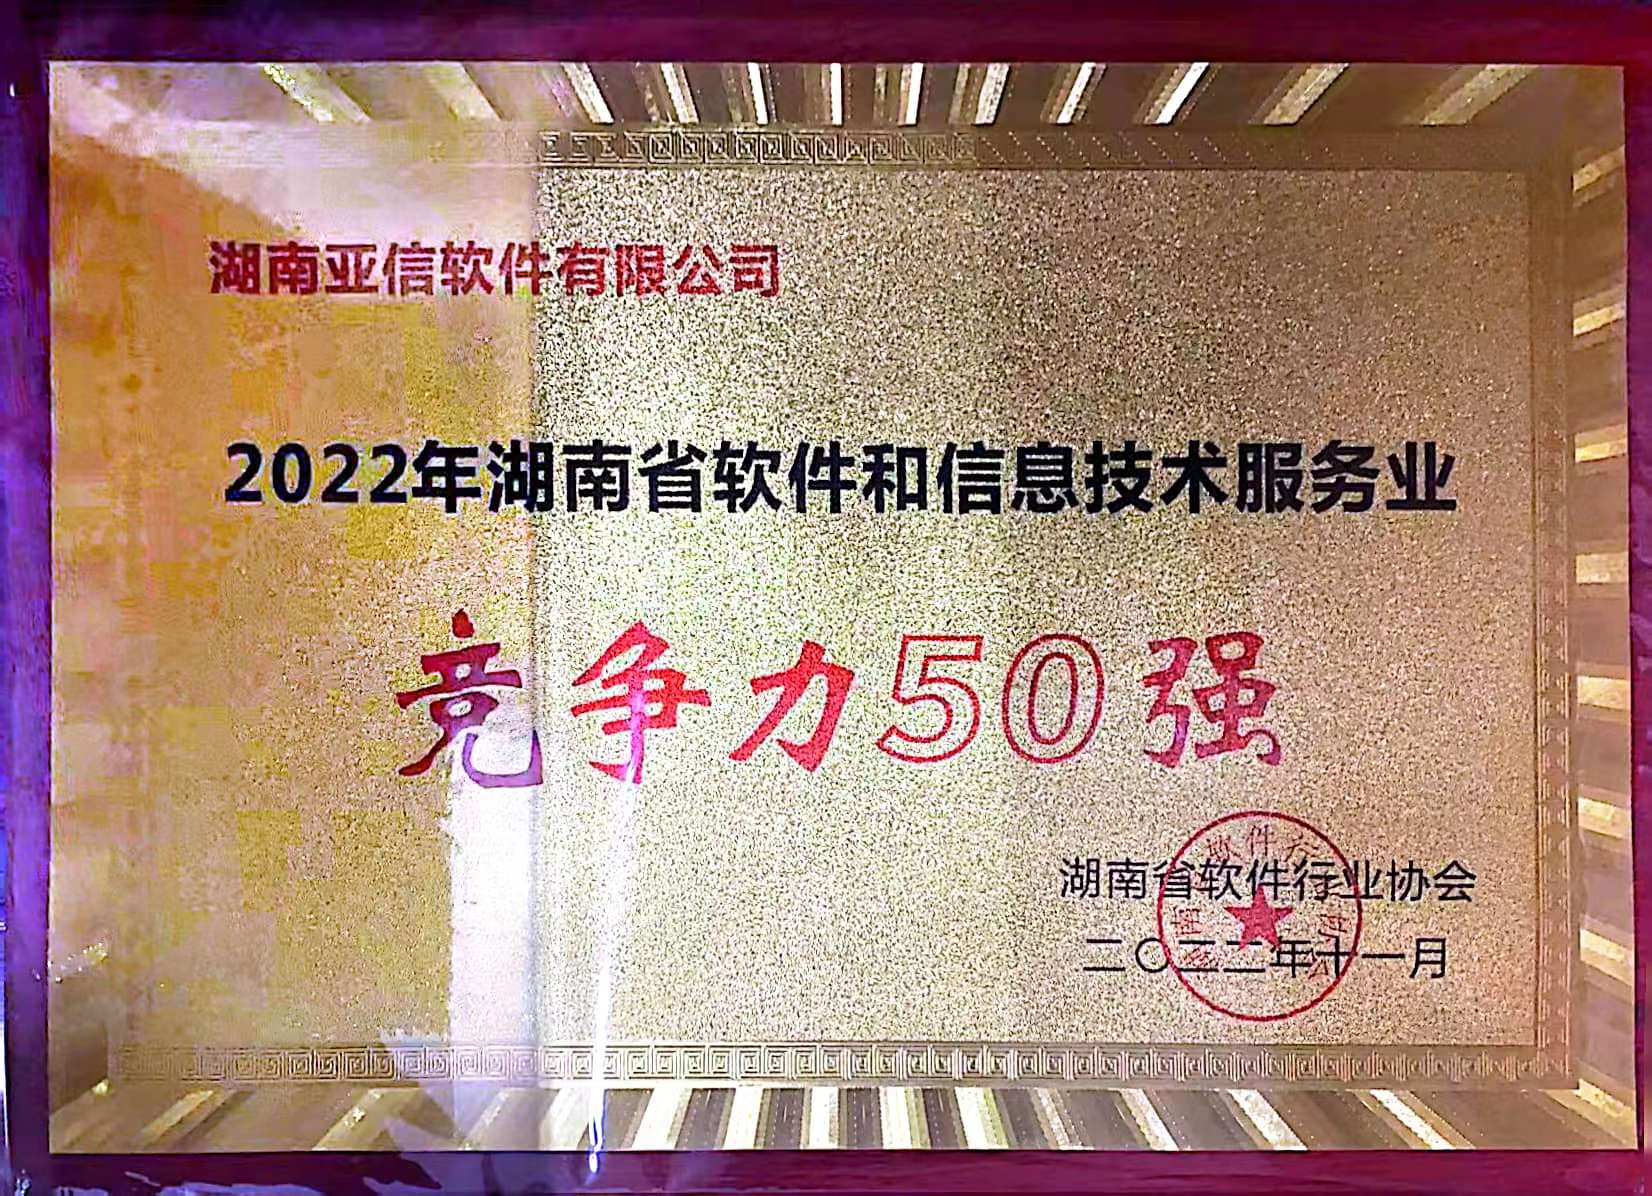 湖南亚信软件有限公司
2022年湖南省软件和信息技术服务业
竞争力50强
湖南省软件行业协会
二〇二二年十一月